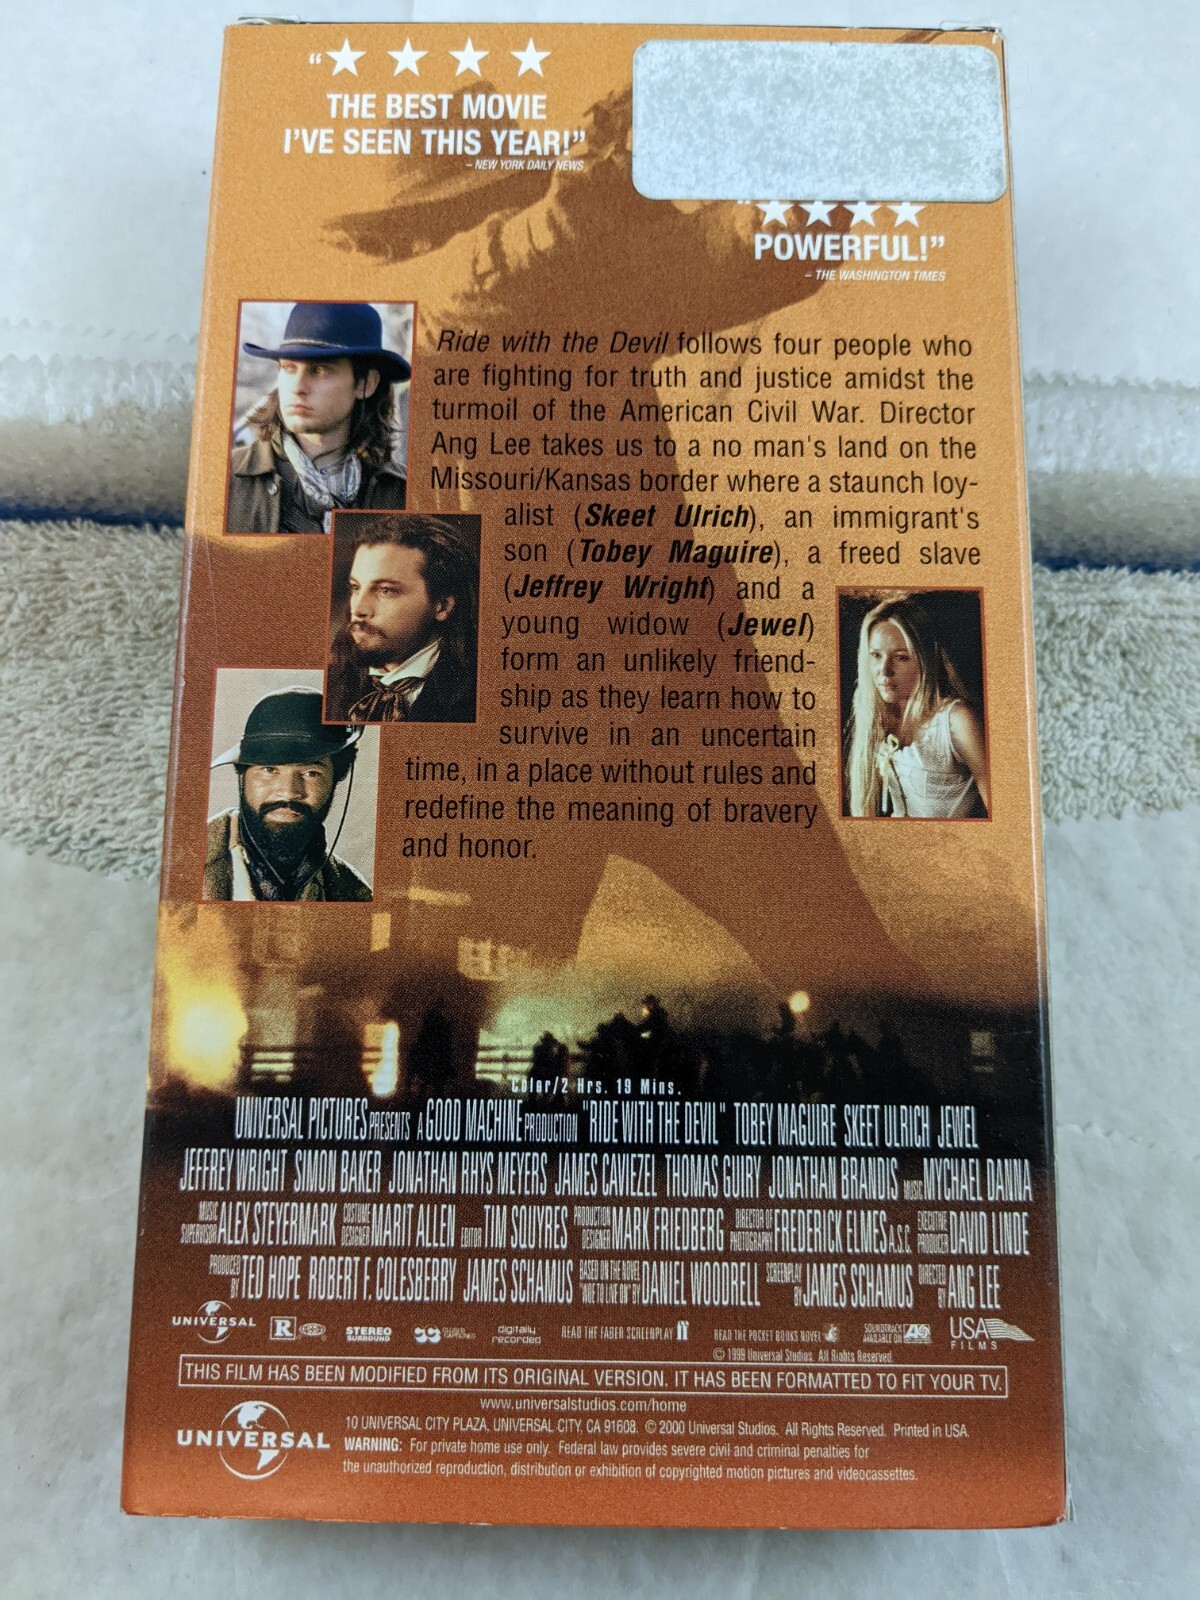 "★ ★ ★ ★
THE BEST MOVIE
I'VE SEEN THIS YEAR!"
– NEW YORK DAILY NEWS
"★★★★
POWERFUL!"
– THE WASHINGTON TIMES
Ride with the Devil follows four people who
are fighting for truth and justice amidst the
turmoil of the American Civil War. Director
Ang Lee takes us to a no man's land on the
Missouri/Kansas border where a staunch loy-
alist (Skeet Ulrich), an immigrant's
son (Tobey Maguire), a freed slave
(Jeffrey Wright) and a
young widow (Jewel)
form an unlikely friend-
ship as they learn how to
survive in an uncertain
time, in a place without rules and
redefine the meaning of bravery
and honor.
Color/2 Hrs. 19 Mins.
UNIVERSAL PICTURES PRESENTS A GOOD MACHINE PRODUCTION "RIDE WITH THE DEVIL" TOBEY MAGUIRE SKEET ULRICH JEWEL
JEFFREY WRIGHT SIMON BAKER JONATHAN RHYS MEYERS JAMES CAVIEZEL THOMAS GUIRY JONATHAN BRANDIS MUSIC MYCHAEL DANNA
MUSIC SUPERVISOR ALEX STEYERMARK COSTUME DESIGNER MARIT ALLEN EDITOR TIM SQUYRES PRODUCTION DESIGNER MARK FRIEDBERG DIRECTOR OF PHOTOGRAPHY FREDERICK ELMES A.S.C. EXECUTIVE PRODUCER DAVID LINDE
PRODUCED BY TED HOPE ROBERT F. COLESBERRY JAMES SCHAMUS BASED ON THE NOVEL "WOE TO LIVE ON" BY DANIEL WOODRELL SCREENPLAY BY JAMES SCHAMUS DIRECTED BY ANG LEE
UNIVERSAL R STEREO SURROUND CLOSED CAPTIONED digitally recorded READ THE FABER SCREENPLAY ff READ THE POCKET BOOKS NOVEL SOUNDTRACK AVAILABLE ON USA FILMS
© 1999 Universal Studios. All Rights Reserved.
THIS FILM HAS BEEN MODIFIED FROM ITS ORIGINAL VERSION. IT HAS BEEN FORMATTED TO FIT YOUR TV.
www.universalstudios.com/home
10 UNIVERSAL CITY PLAZA, UNIVERSAL CITY, CA 91608. © 2000 Universal Studios. All Rights Reserved. Printed in USA.
UNIVERSAL
WARNING: For private home use only. Federal law provides severe civil and criminal penalties for
the unauthorized reproduction, distribution or exhibition of copyrighted motion pictures and videocassettes.